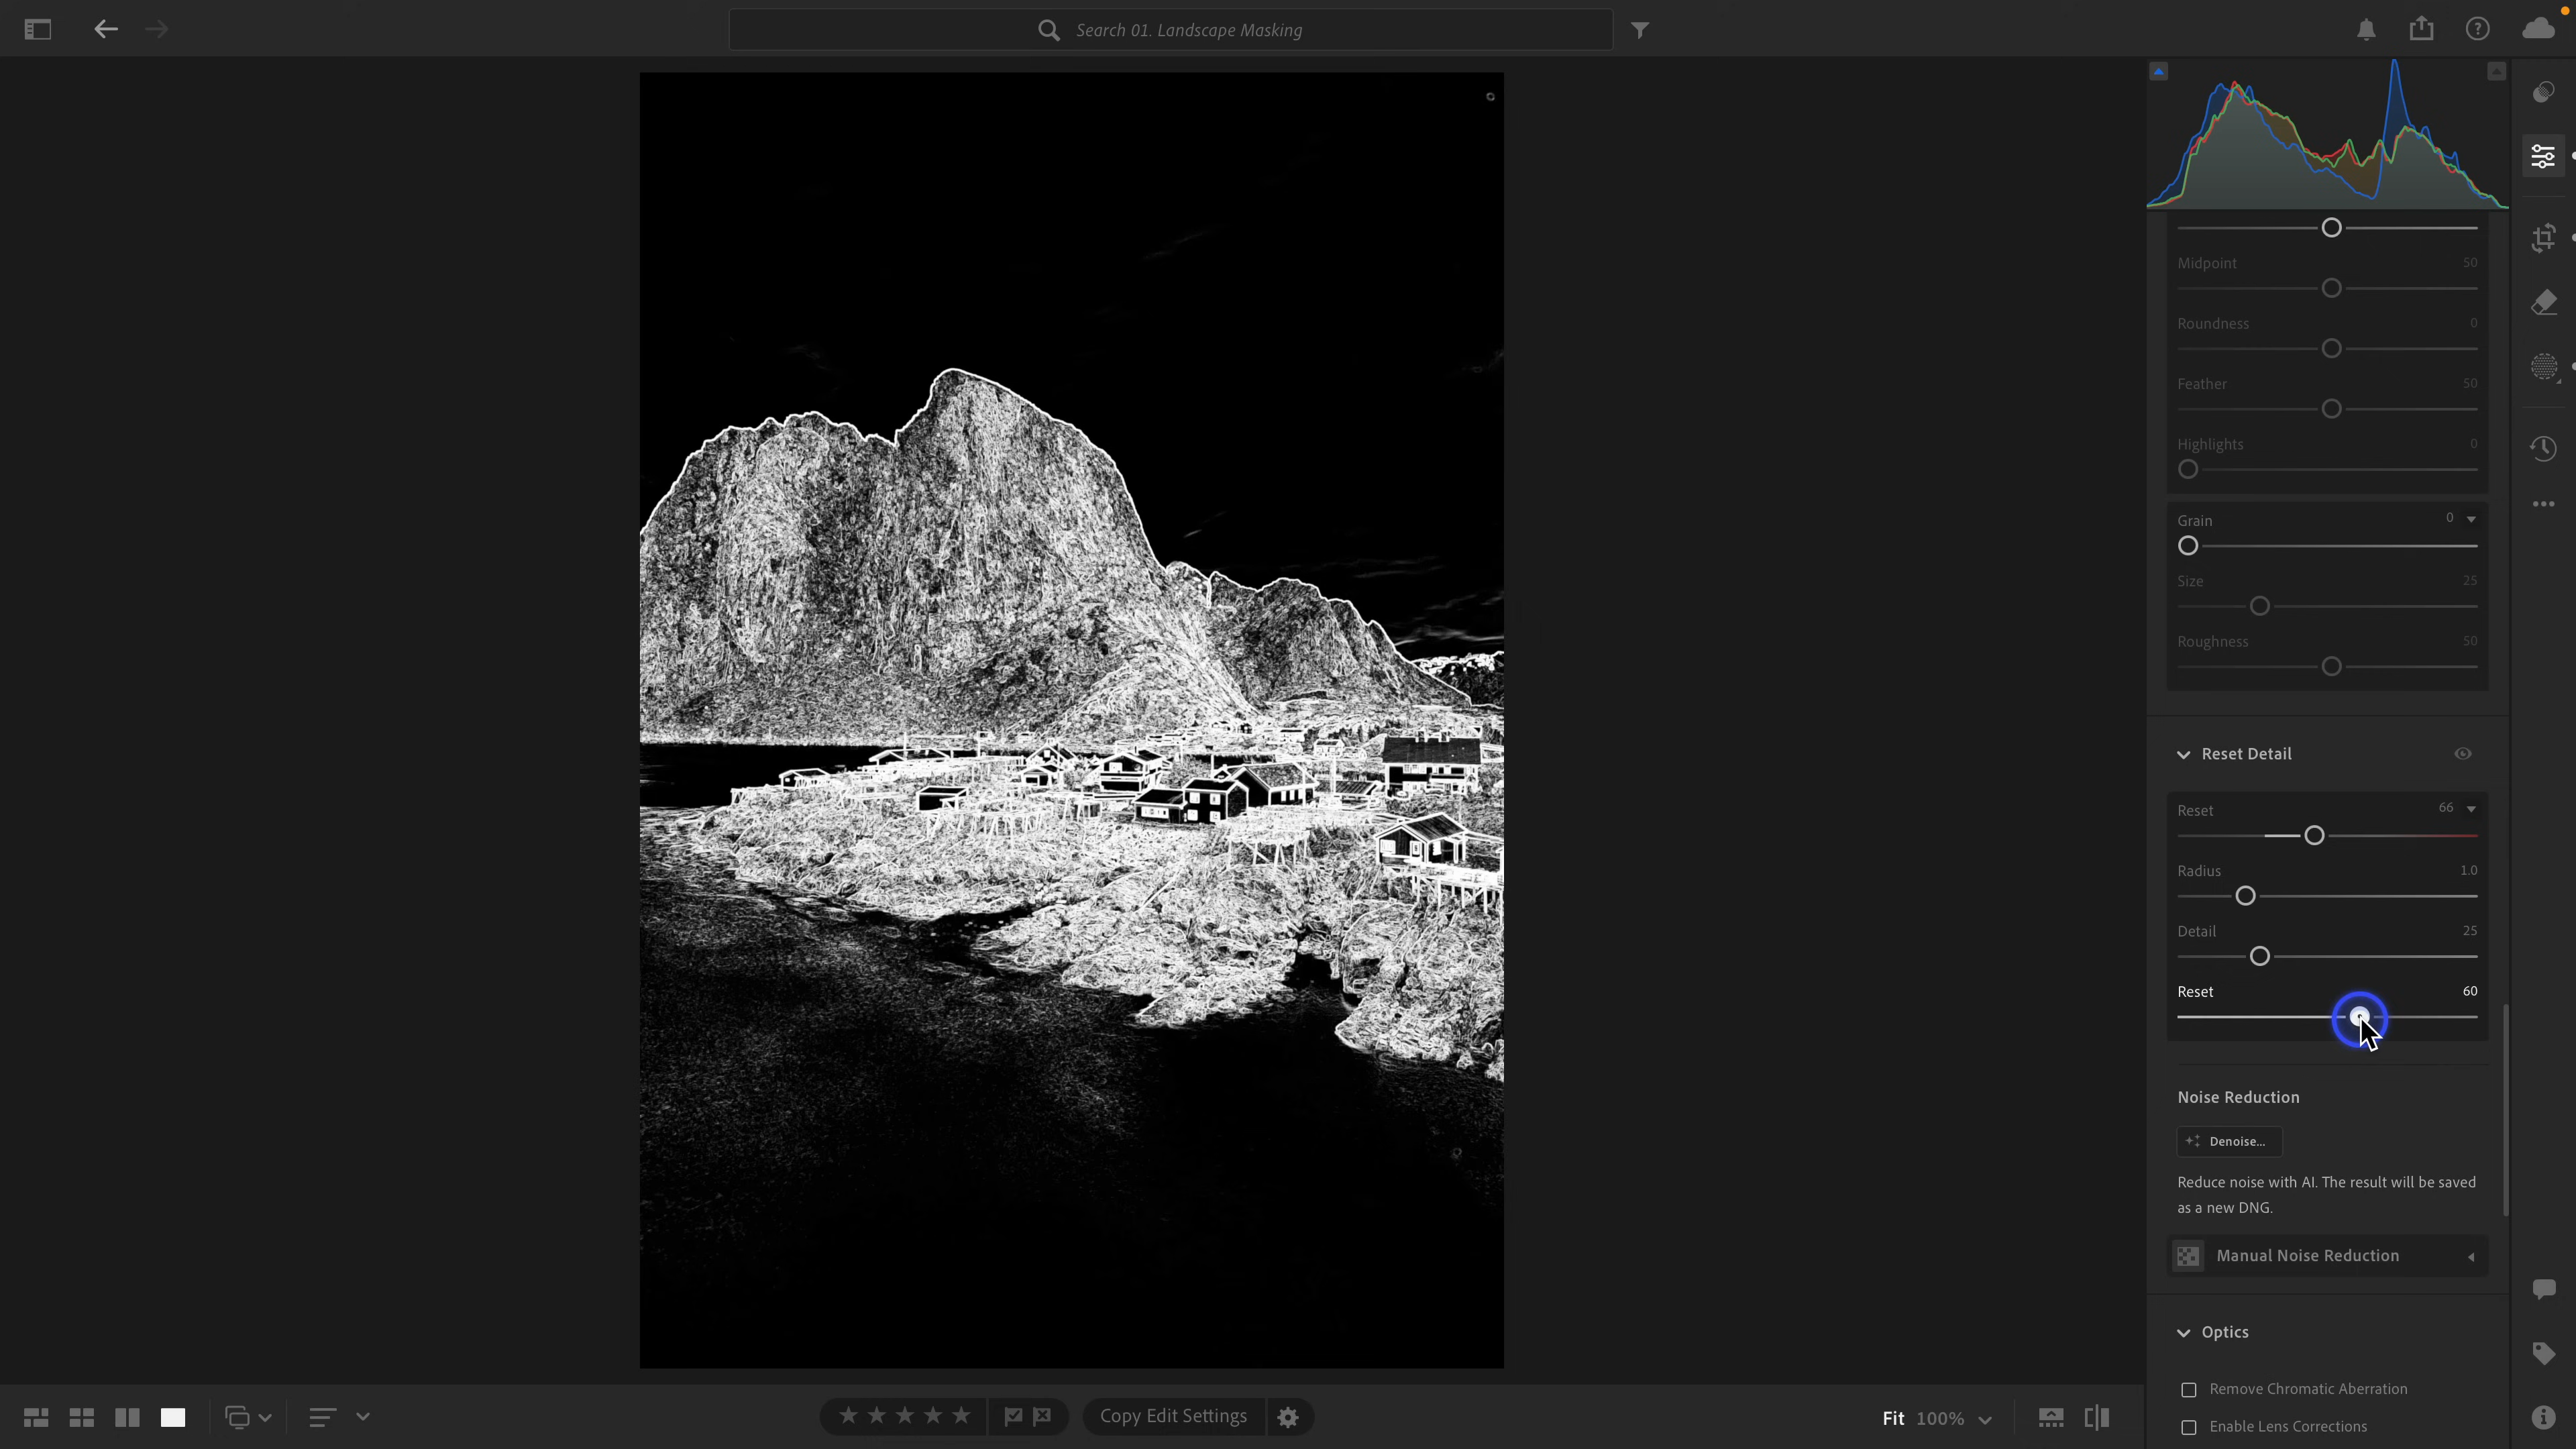 Search 01. Landscape Masking
Midpoint 50
Roundness 0
Feather 50
Highlights 0
Grain 0
Size 25
Roughness 50
Reset Detail
Reset 66
Radius 1.0
Detail 25
Reset 60
Noise Reduction
Denoise...
Reduce noise with AI. The result will be saved
as a new DNG.
Manual Noise Reduction
Optics
Remove Chromatic Aberration
Enable Lens Corrections
Copy Edit Settings
Fit 100%